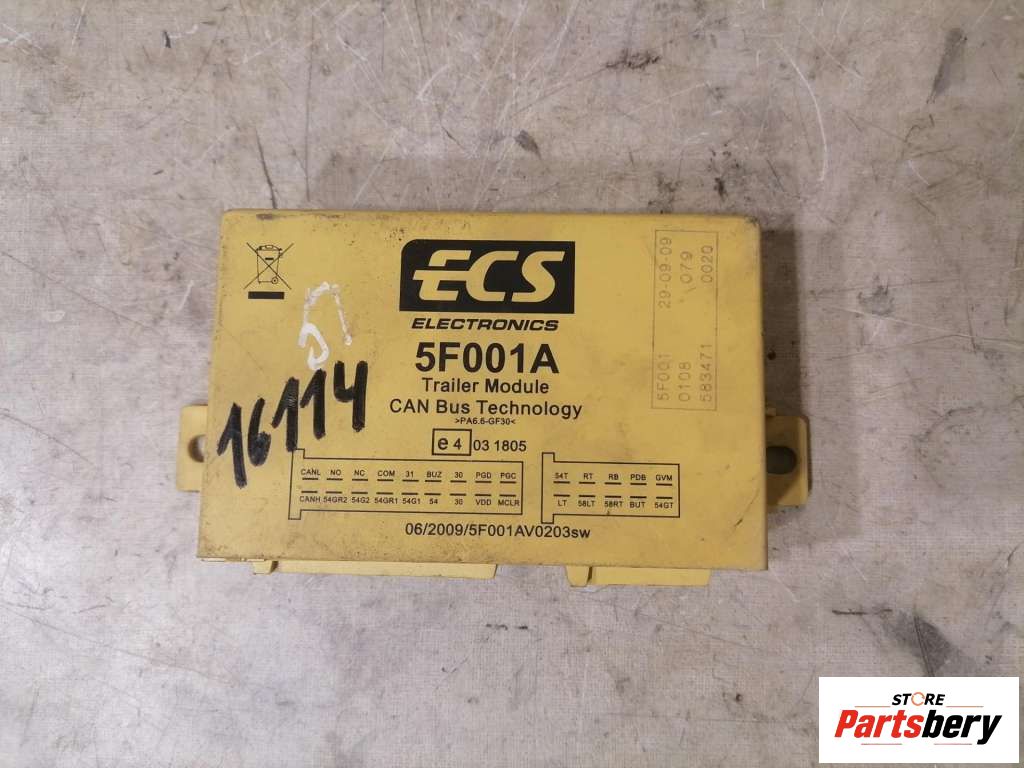 ECS
ELECTRONICS
5F001A
Trailer Module
CAN Bus Technology
>PA6.6-GF30<
e4 03 1805
16114
5F001 29-09-09
0108 079
583471 0020
CANL NO NC COM 31 BUZ 30 PGD PGC
CANH 54GR2 54G2 54GR1 54G1 54 30 VDD MCLR
54T RT RB PDB GVM
LT 58LT 58RT BUT 54GT
06/2009/5F001AV0203sw
STORE
Partsbery